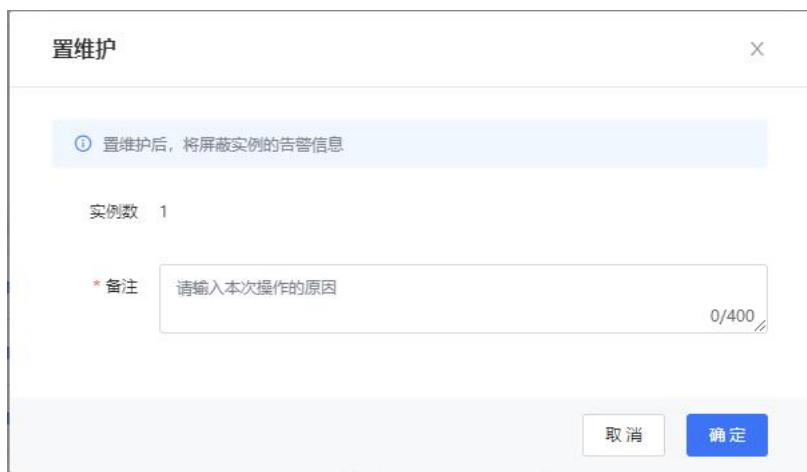 置维护
置维护后，将屏蔽实例的告警信息
实例数 1
* 备注 请输入本次操作的原因
0/400
取消 确定